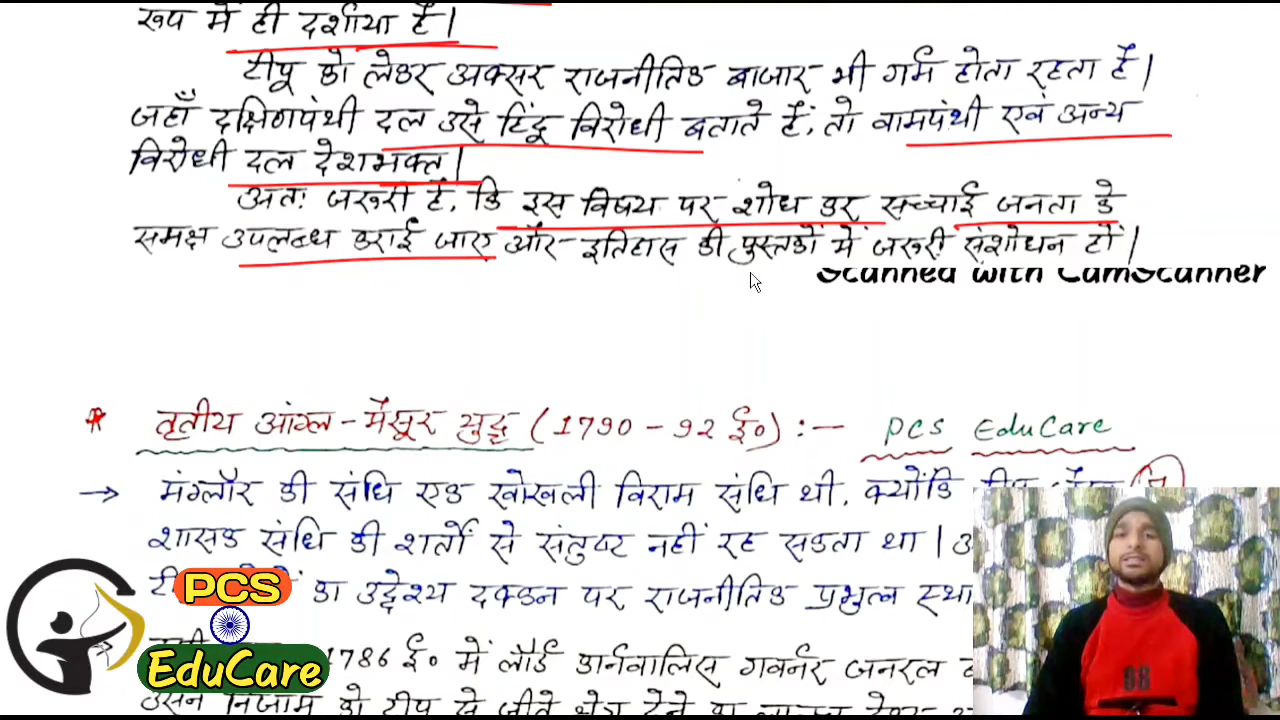 रूप में ही दर्शाया है।
टीपू को लेकर अक्सर राजनीतिक बाजार भी गर्म होता रहता है।
जहाँ दक्षिणपंथी दल उसे हिंदू विरोधी बताते हैं, तो वामपंथी एवं अन्य
विरोधी दल देशभक्त।
अतः जरूरी है, कि इस विषय पर शोध कर सच्चाई जनता के
समक्ष उपलब्ध कराई जाए और इतिहास की पुस्तकों में जरूरी संशोधन हों।
Scanned with CamScanner
* तृतीय आंग्ल-मैसूर युद्ध (1790-92 ई०) :- PCS EduCare
→ मंग्लौर की संधि एक खोखली विराम संधि थी, क्योंकि
शासक संधि की शर्तों से संतुष्ट नहीं रह सकता था।
का उद्देश्य दक्कन पर राजनीतिक प्रभुत्व
1786 ई० में लॉर्ड कार्नवालिस गवर्नर जनरल
उसने निजाम को टीपू से जीते क्षेत्र देने का
PCS
EduCare
88